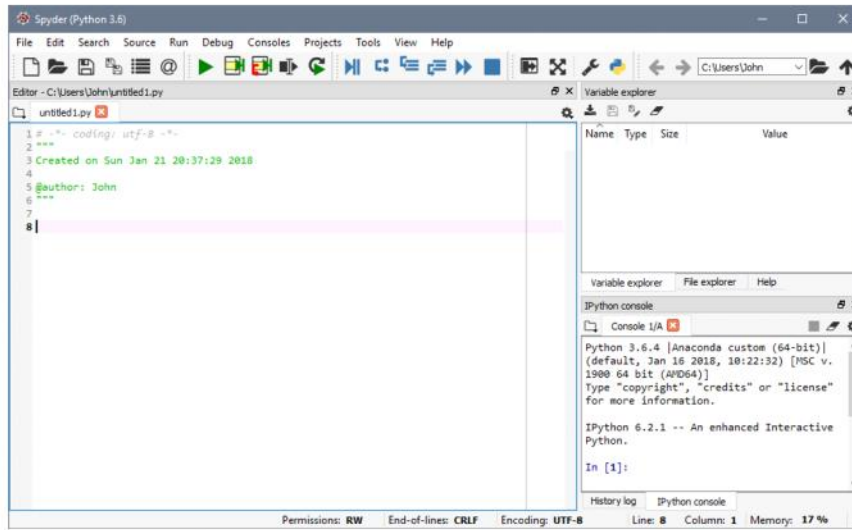 Spyder (Python 3.6)
File Edit Search Source Run Debug Consoles Projects Tools View Help
C:\Users\John
Editor - C:\Users\John\untitled1.py
untitled1.py
1 # -*- coding: utf-8 -*-
2 """
3 Created on Sun Jan 21 20:37:29 2018
4
5 @author: John
6 """
7
8
Variable explorer
Name Type Size Value
Variable explorer File explorer Help
IPython console
Console 1/A
Python 3.6.4 |Anaconda custom (64-bit)|
(default, Jan 16 2018, 10:22:32) [MSC v.
1900 64 bit (AMD64)]
Type "copyright", "credits" or "license"
for more information.
IPython 6.2.1 -- An enhanced Interactive
Python.
In [1]:
History log IPython console
Permissions: RW End-of-lines: CRLF Encoding: UTF-8 Line: 8 Column: 1 Memory: 17 %